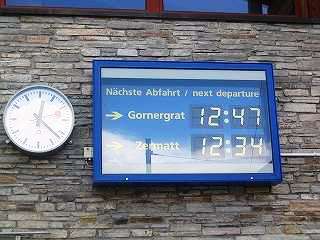 Nächste Abfahrt / next departure
Gornergrat 12:47
Zermatt 12:34